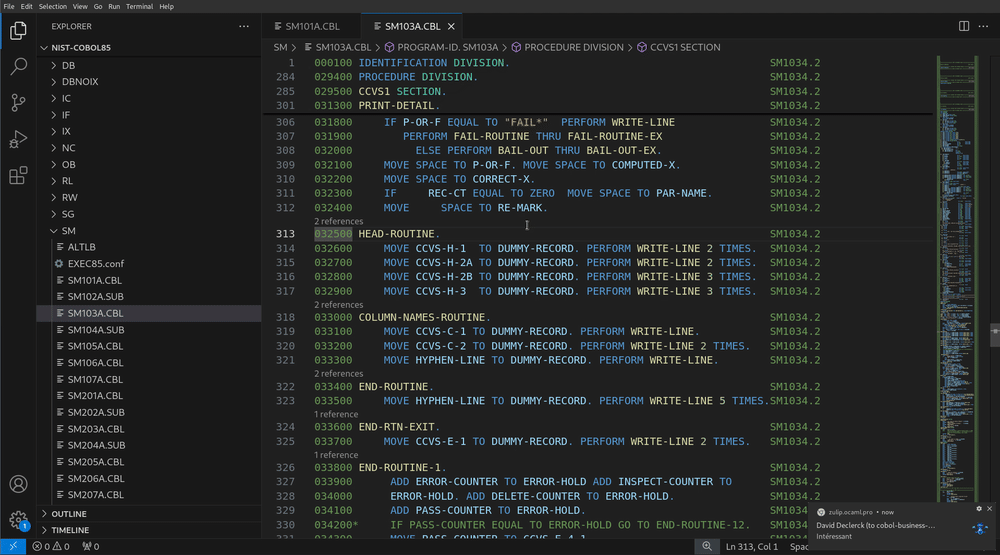 File Edit Selection View Go Run Terminal Help
EXPLORER
NIST-COBOL85
DB
DBNOIX
IC
IF
IX
NC
OB
RL
RW
SG
SM
ALTLB
EXEC85.conf
SM101A.CBL
SM102A.SUB
SM103A.CBL
SM104A.SUB
SM105A.CBL
SM106A.CBL
SM107A.CBL
SM201A.CBL
SM202A.SUB
SM203A.CBL
SM204A.SUB
SM205A.CBL
SM206A.CBL
SM207A.CBL
OUTLINE
TIMELINE
SM101A.CBL SM103A.CBL
SM SM103A.CBL PROGRAM-ID. SM103A PROCEDURE DIVISION CCVS1 SECTION
1 000100 IDENTIFICATION DIVISION. SM1034.2
284 029400 PROCEDURE DIVISION. SM1034.2
285 029500 CCVS1 SECTION. SM1034.2
301 031300 PRINT-DETAIL. SM1034.2
306 031800 IF P-OR-F EQUAL TO "FAIL*" PERFORM WRITE-LINE SM1034.2
307 031900 PERFORM FAIL-ROUTINE THRU FAIL-ROUTINE-EX SM1034.2
308 032000 ELSE PERFORM BAIL-OUT THRU BAIL-OUT-EX. SM1034.2
309 032100 MOVE SPACE TO P-OR-F. MOVE SPACE TO COMPUTED-X. SM1034.2
310 032200 MOVE SPACE TO CORRECT-X. SM1034.2
311 032300 IF REC-CT EQUAL TO ZERO MOVE SPACE TO PAR-NAME. SM1034.2
312 032400 MOVE SPACE TO RE-MARK. SM1034.2
2 references
313 032500 HEAD-ROUTINE. SM1034.2
314 032600 MOVE CCVS-H-1 TO DUMMY-RECORD. PERFORM WRITE-LINE 2 TIMES. SM1034.2
315 032700 MOVE CCVS-H-2A TO DUMMY-RECORD. PERFORM WRITE-LINE 2 TIMES. SM1034.2
316 032800 MOVE CCVS-H-2B TO DUMMY-RECORD. PERFORM WRITE-LINE 3 TIMES. SM1034.2
317 032900 MOVE CCVS-H-3 TO DUMMY-RECORD. PERFORM WRITE-LINE 3 TIMES. SM1034.2
2 references
318 033000 COLUMN-NAMES-ROUTINE. SM1034.2
319 033100 MOVE CCVS-C-1 TO DUMMY-RECORD. PERFORM WRITE-LINE. SM1034.2
320 033200 MOVE CCVS-C-2 TO DUMMY-RECORD. PERFORM WRITE-LINE 2 TIMES. SM1034.2
321 033300 MOVE HYPHEN-LINE TO DUMMY-RECORD. PERFORM WRITE-LINE. SM1034.2
2 references
322 033400 END-ROUTINE. SM1034.2
323 033500 MOVE HYPHEN-LINE TO DUMMY-RECORD. PERFORM WRITE-LINE 5 TIMES.SM1034.2
1 reference
324 033600 END-RTN-EXIT. SM1034.2
325 033700 MOVE CCVS-E-1 TO DUMMY-RECORD. PERFORM WRITE-LINE 2 TIMES. SM1034.2
1 reference
326 033800 END-ROUTINE-1. SM1034.2
327 033900 ADD ERROR-COUNTER TO ERROR-HOLD ADD INSPECT-COUNTER TO SM1034.2
328 034000 ERROR-HOLD. ADD DELETE-COUNTER TO ERROR-HOLD. SM1034.2
329 034100 ADD PASS-COUNTER TO ERROR-HOLD. SM1034.2
330 034200* IF PASS-COUNTER EQUAL TO ERROR-HOLD GO TO END-ROUTINE-12. SM1034.2
331 034300 MOVE PASS-COUNTER TO CCVS-E-4-1. SM1034.2
zulip.ocaml.pro • now
David Declerck (to cobol-business-...
Intéressant
1
0 0 0 Ln 313, Col 1 Spac